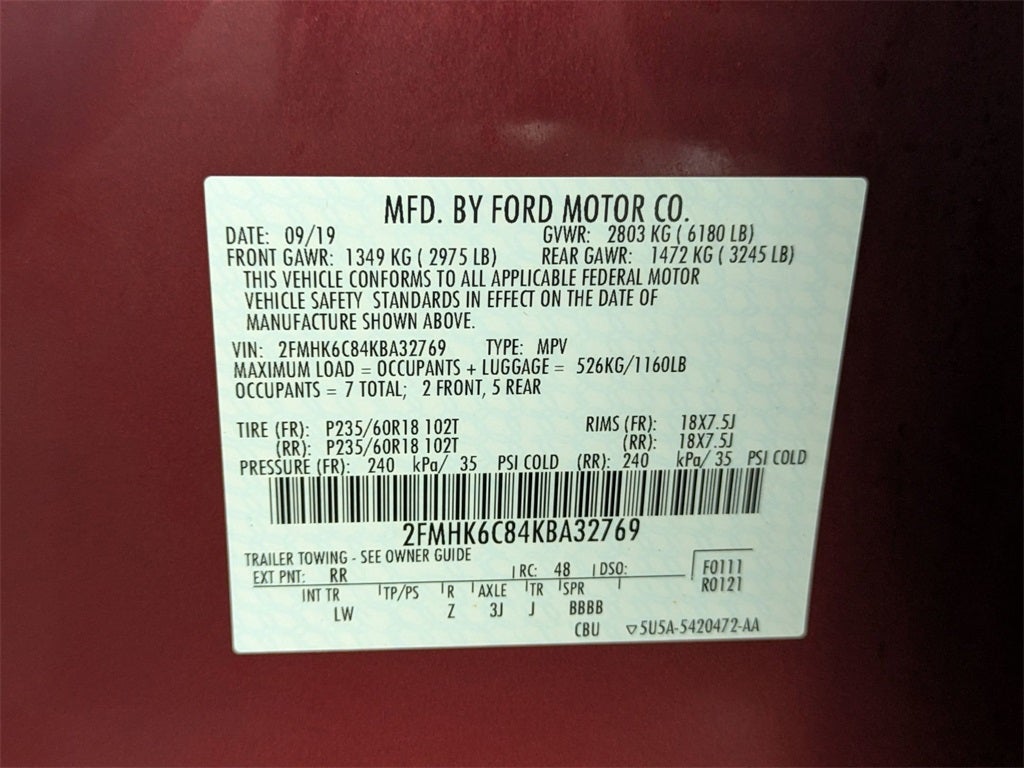 MFD. BY FORD MOTOR CO.
DATE: 09/19 GVWR: 2803 KG ( 6180 LB)
FRONT GAWR: 1349 KG ( 2975 LB) REAR GAWR: 1472 KG ( 3245 LB)
THIS VEHICLE CONFORMS TO ALL APPLICABLE FEDERAL MOTOR
VEHICLE SAFETY STANDARDS IN EFFECT ON THE DATE OF
MANUFACTURE SHOWN ABOVE.
VIN: 2FMHK6C84KBA32769 TYPE: MPV
MAXIMUM LOAD = OCCUPANTS + LUGGAGE = 526KG/1160LB
OCCUPANTS = 7 TOTAL; 2 FRONT, 5 REAR
TIRE (FR): P235/60R18 102T RIMS (FR): 18X7.5J
(RR): P235/60R18 102T (RR): 18X7.5J
PRESSURE (FR): 240 kPa/ 35 PSI COLD (RR): 240 kPa/ 35 PSI COLD
2FMHK6C84KBA32769
TRAILER TOWING - SEE OWNER GUIDE
EXT PNT: RR RC: 48 DSO: F0111
INT TR TP/PS R AXLE TR SPR R0121
LW Z 3J J BBBB
CBU ▽5U5A-5420472-AA